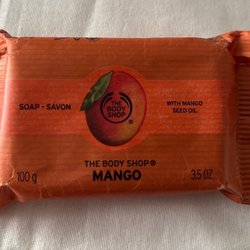 SOAP - SAVON
THE BODY SHOP
WITH MANGO
SEED OIL
THE BODY SHOP®
MANGO
100 g
3.5 OZ